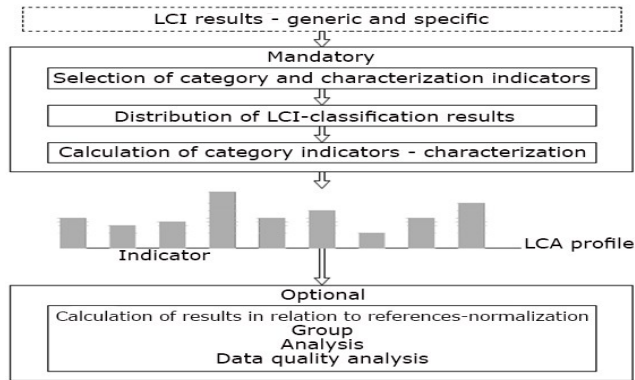 LCI results - generic and specific
Mandatory
Selection of category and characterization indicators
Distribution of LCI-classification results
Calculation of category indicators - characterization
LCA profile
Indicator
Optional
Calculation of results in relation to references-normalization
Group
Analysis
Data quality analysis